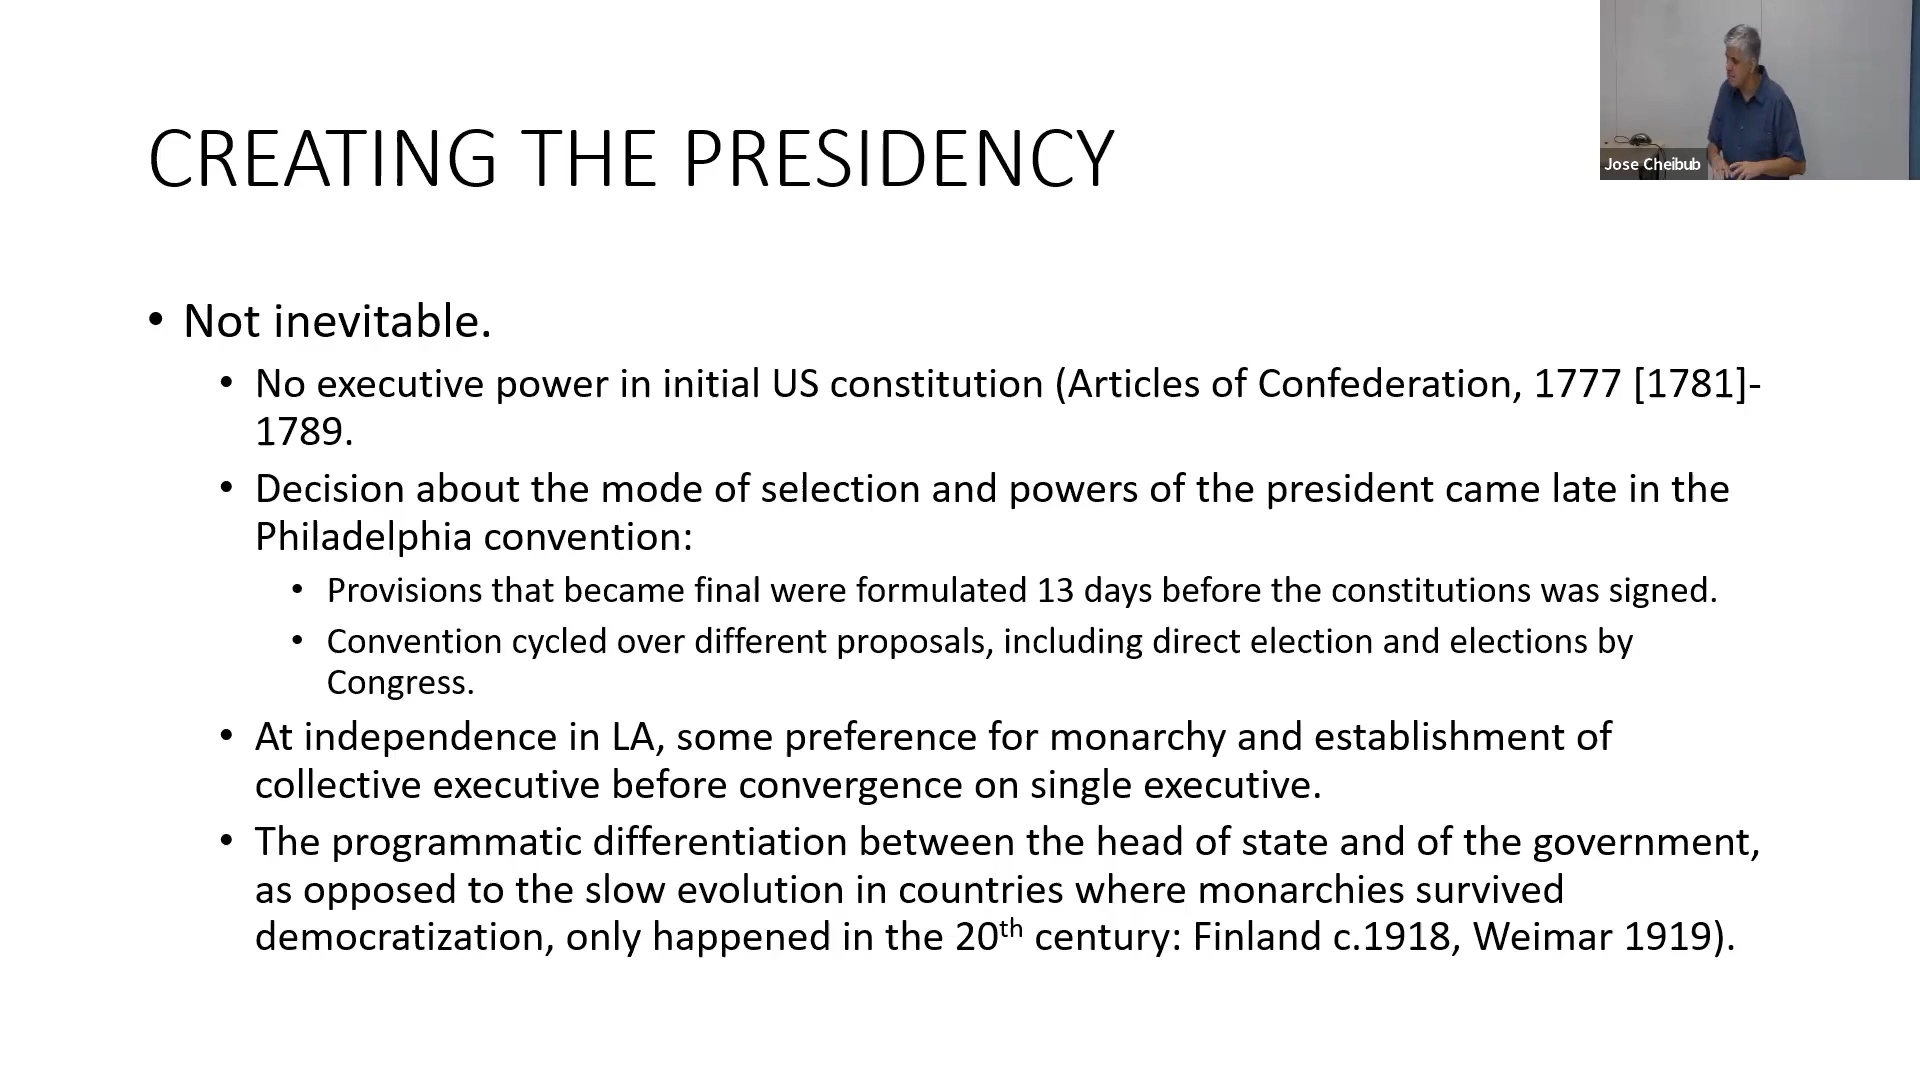 Jose Cheibub
CREATING THE PRESIDENCY
• Not inevitable.
• No executive power in initial US constitution (Articles of Confederation, 1777 [1781]-
1789.
• Decision about the mode of selection and powers of the president came late in the
Philadelphia convention:
• Provisions that became final were formulated 13 days before the constitutions was signed.
• Convention cycled over different proposals, including direct election and elections by
Congress.
• At independence in LA, some preference for monarchy and establishment of
collective executive before convergence on single executive.
• The programmatic differentiation between the head of state and of the government,
as opposed to the slow evolution in countries where monarchies survived
democratization, only happened in the 20th century: Finland c.1918, Weimar 1919).